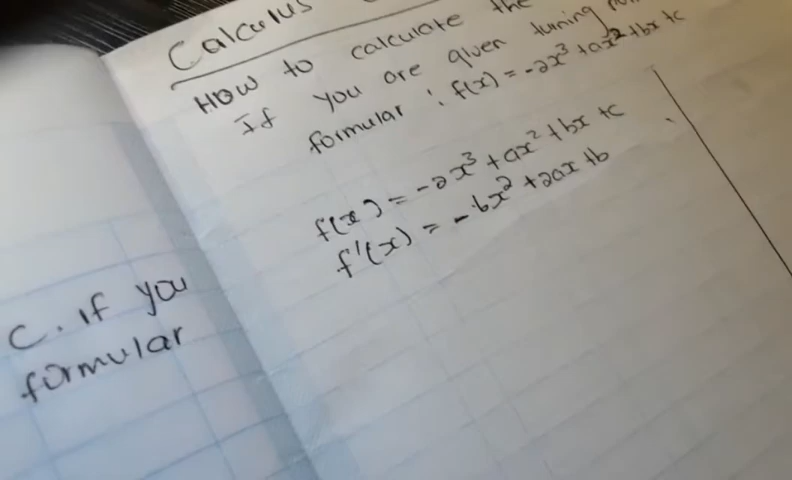 Calculus
How to calculate the
If you are given turning
formular : f(x) = -2x³ + ax² + bx + c
f(x) = -2x³ + ax² + bx + c
f'(x) = -6x² + 2ax + b
C. If you
formular